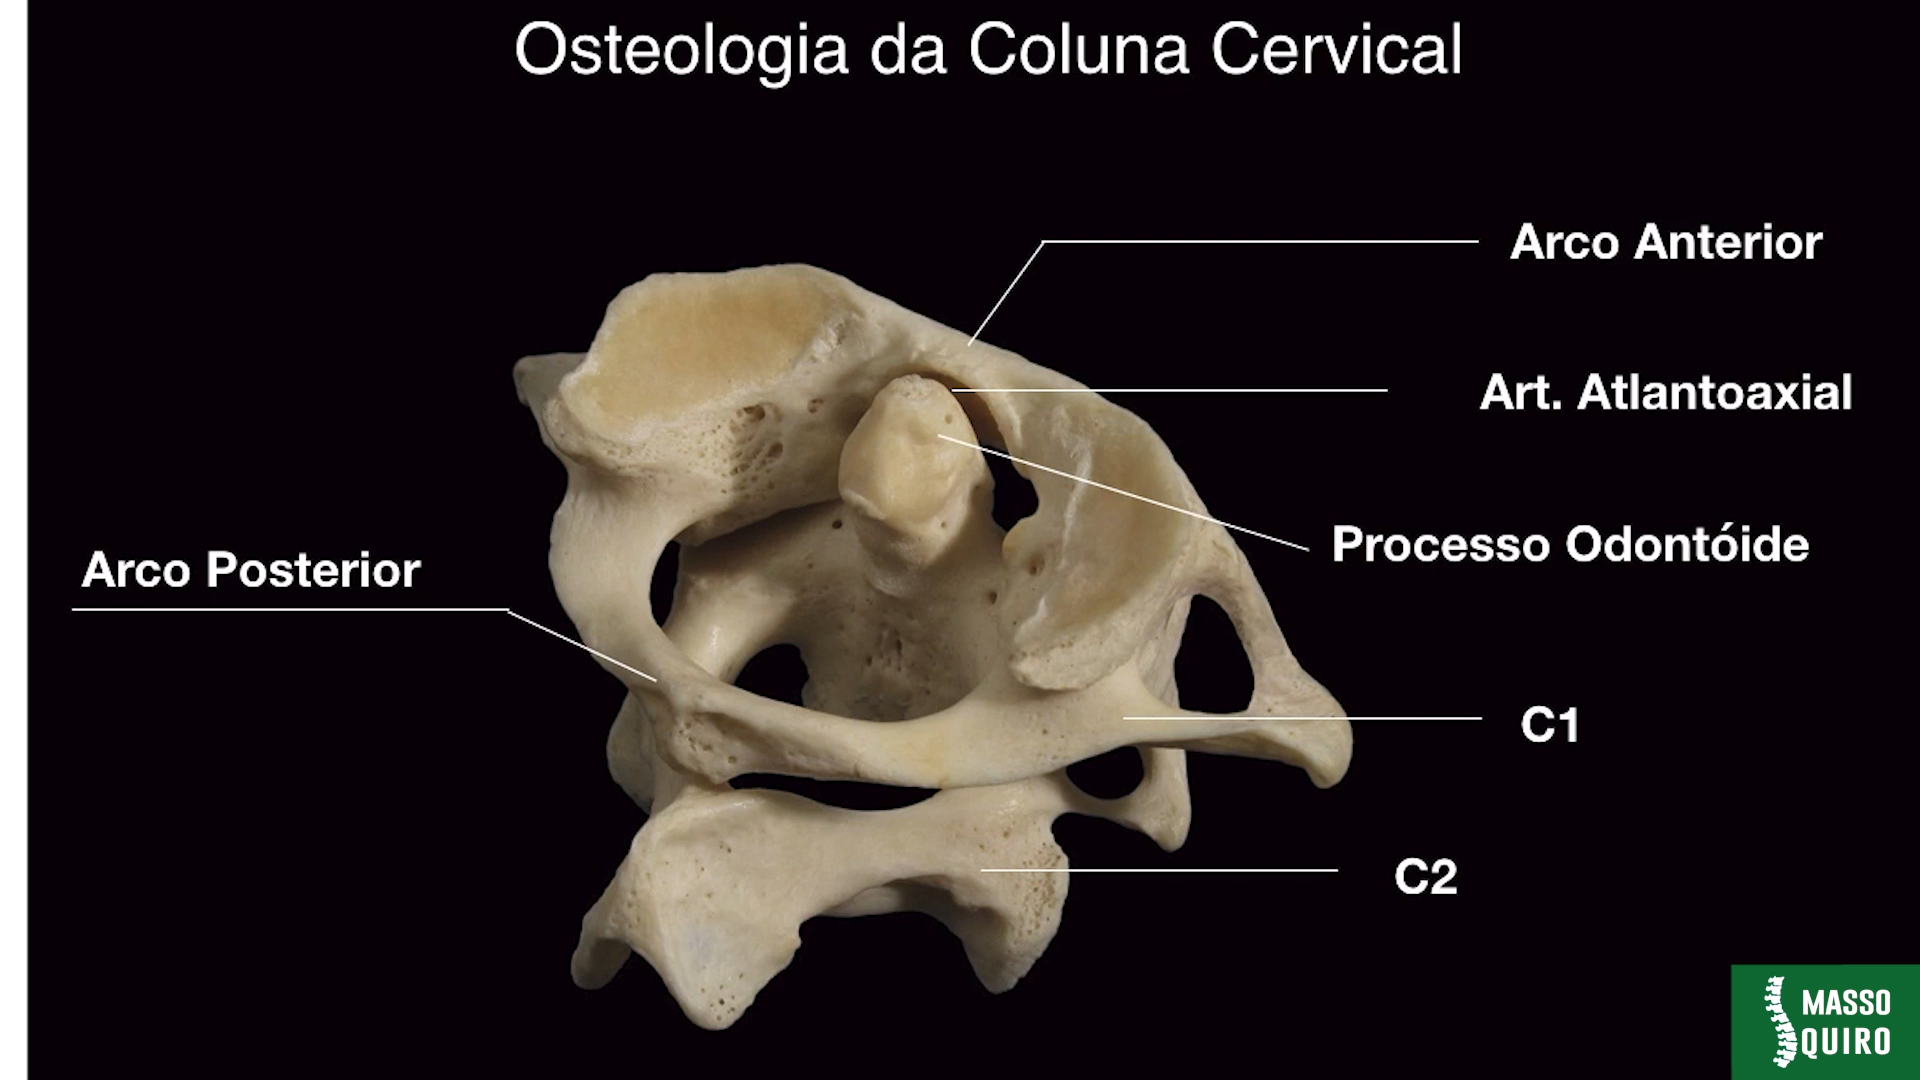 Osteologia da Coluna Cervical
Arco Anterior
Art. Atlantoaxial
Processo Odontóide
Arco Posterior
C1
C2
MASSO
QUIRO